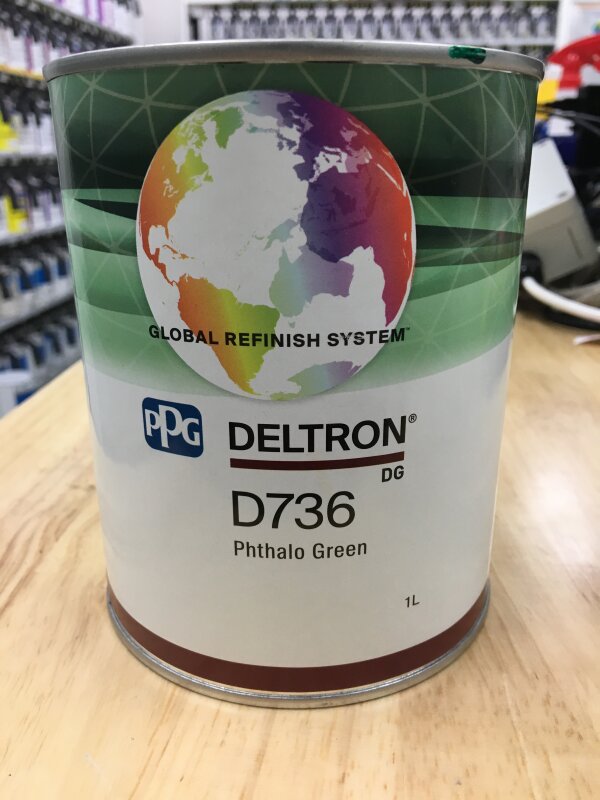 GLOBAL REFINISH SYSTEM™
PPG
DELTRON®
DG
D736
Phthalo Green
1L